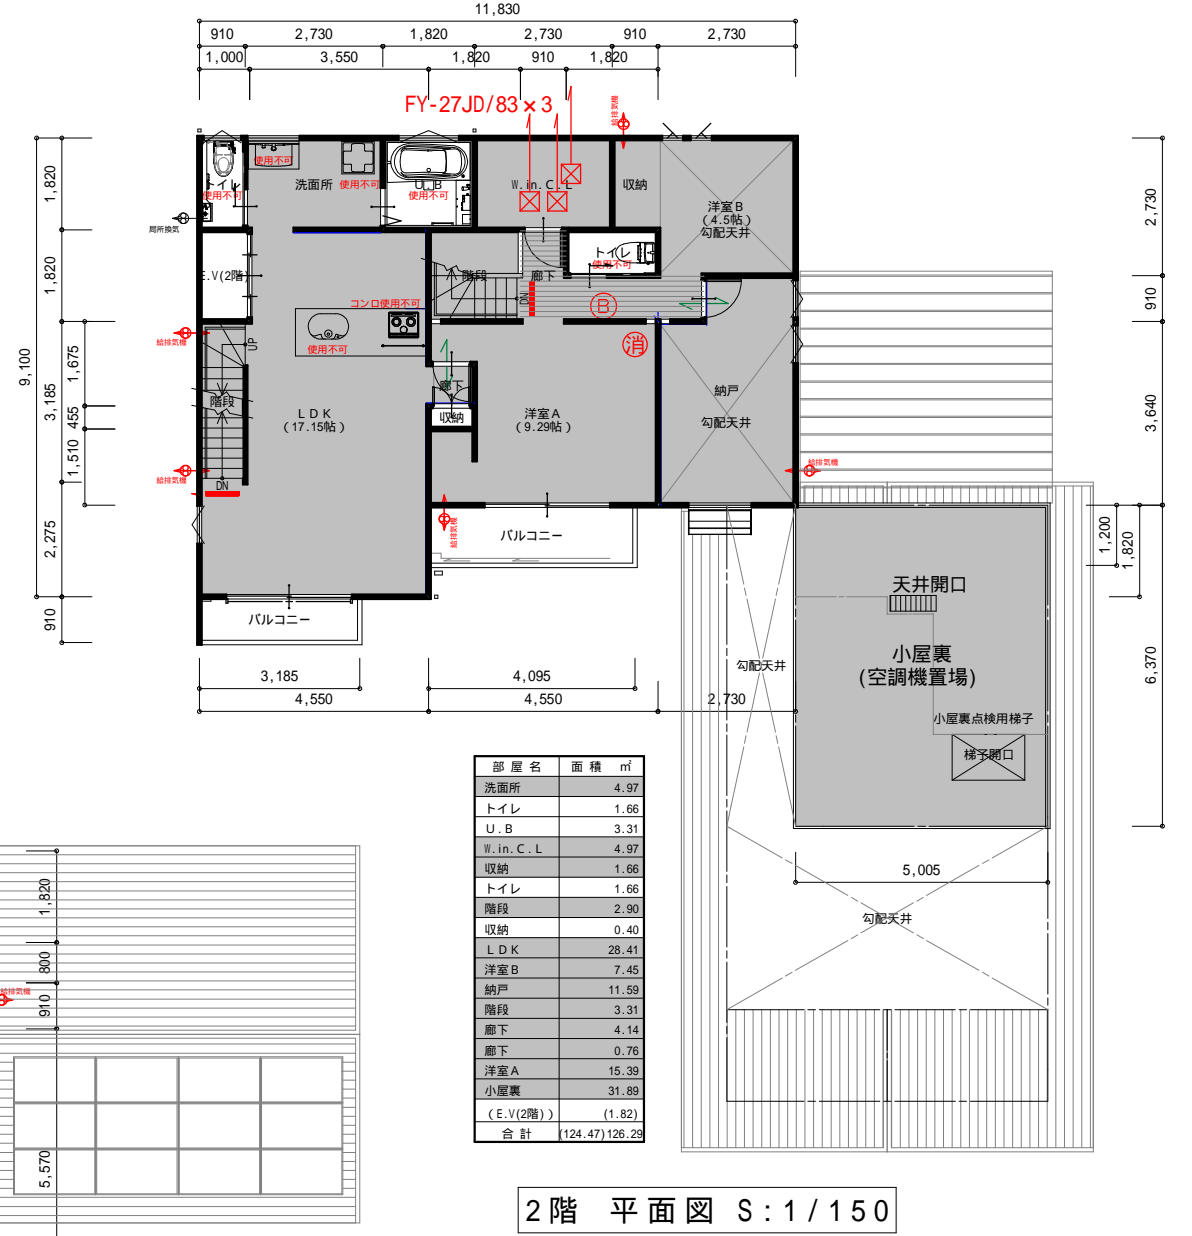 11,830
910 2,730 1,820 2,730 910 2,730
1,000 3,550 1,820 910 1,820
FY-27JD/83×3
給排気機
トイレ
使用不可
使用不可
洗面所
使用不可
U.B
使用不可
W.in.C.L
収納
洋室B
(4.5帖)
勾配天井
局所換気
E.V(2階)
階段
廊下
トイレ
使用不可
DN
B
コンロ使用不可
使用不可
消
給排気機
UP
階段
LDK
(17.15帖)
廊下
収納
洋室A
(9.29帖)
納戸
勾配天井
給排気機
給排気機
DN
給排気機
バルコニー
バルコニー
9,100
1,820
1,820
3,185
2,275
910
1,675
455
1,510
2,730
910
3,640
1,200
1,820
6,370
3,185 4,095
4,550 4,550 2,730
天井開口
小屋裏
(空調機置場)
勾配天井
小屋裏点検用梯子
梯子開口
5,005
勾配天井
部屋名 面積 ㎡
洗面所 4.97
トイレ 1.66
U.B 3.31
W.in.C.L 4.97
収納 1.66
トイレ 1.66
階段 2.90
収納 0.40
LDK 28.41
洋室B 7.45
納戸 11.59
階段 3.31
廊下 4.14
廊下 0.76
洋室A 15.39
小屋裏 31.89
(E.V(2階)) (1.82)
合計 (124.47)126.29
1,820
800
910
給排気機
5,570
2階 平面図 S:1/150